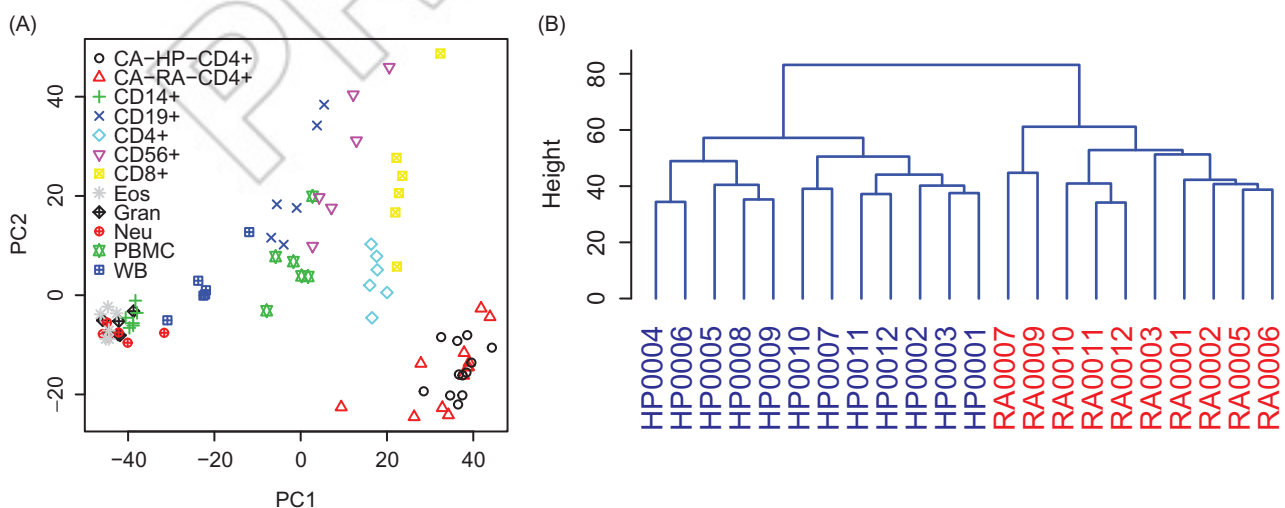 (A)
CA-HP-CD4+
CA-RA-CD4+
CD14+
CD19+
CD4+
CD56+
CD8+
Eos
Gran
Neu
PBMC
WB
PC2
40
20
0
−20
−40 −20 0 20 40
PC1
(B)
Height
80
60
40
20
0
HP0004
HP0006
HP0005
HP0008
HP0009
HP0010
HP0007
HP0011
HP0012
HP0002
HP0003
HP0001
RA0007
RA0009
RA0010
RA0011
RA0012
RA0003
RA0001
RA0002
RA0005
RA0006